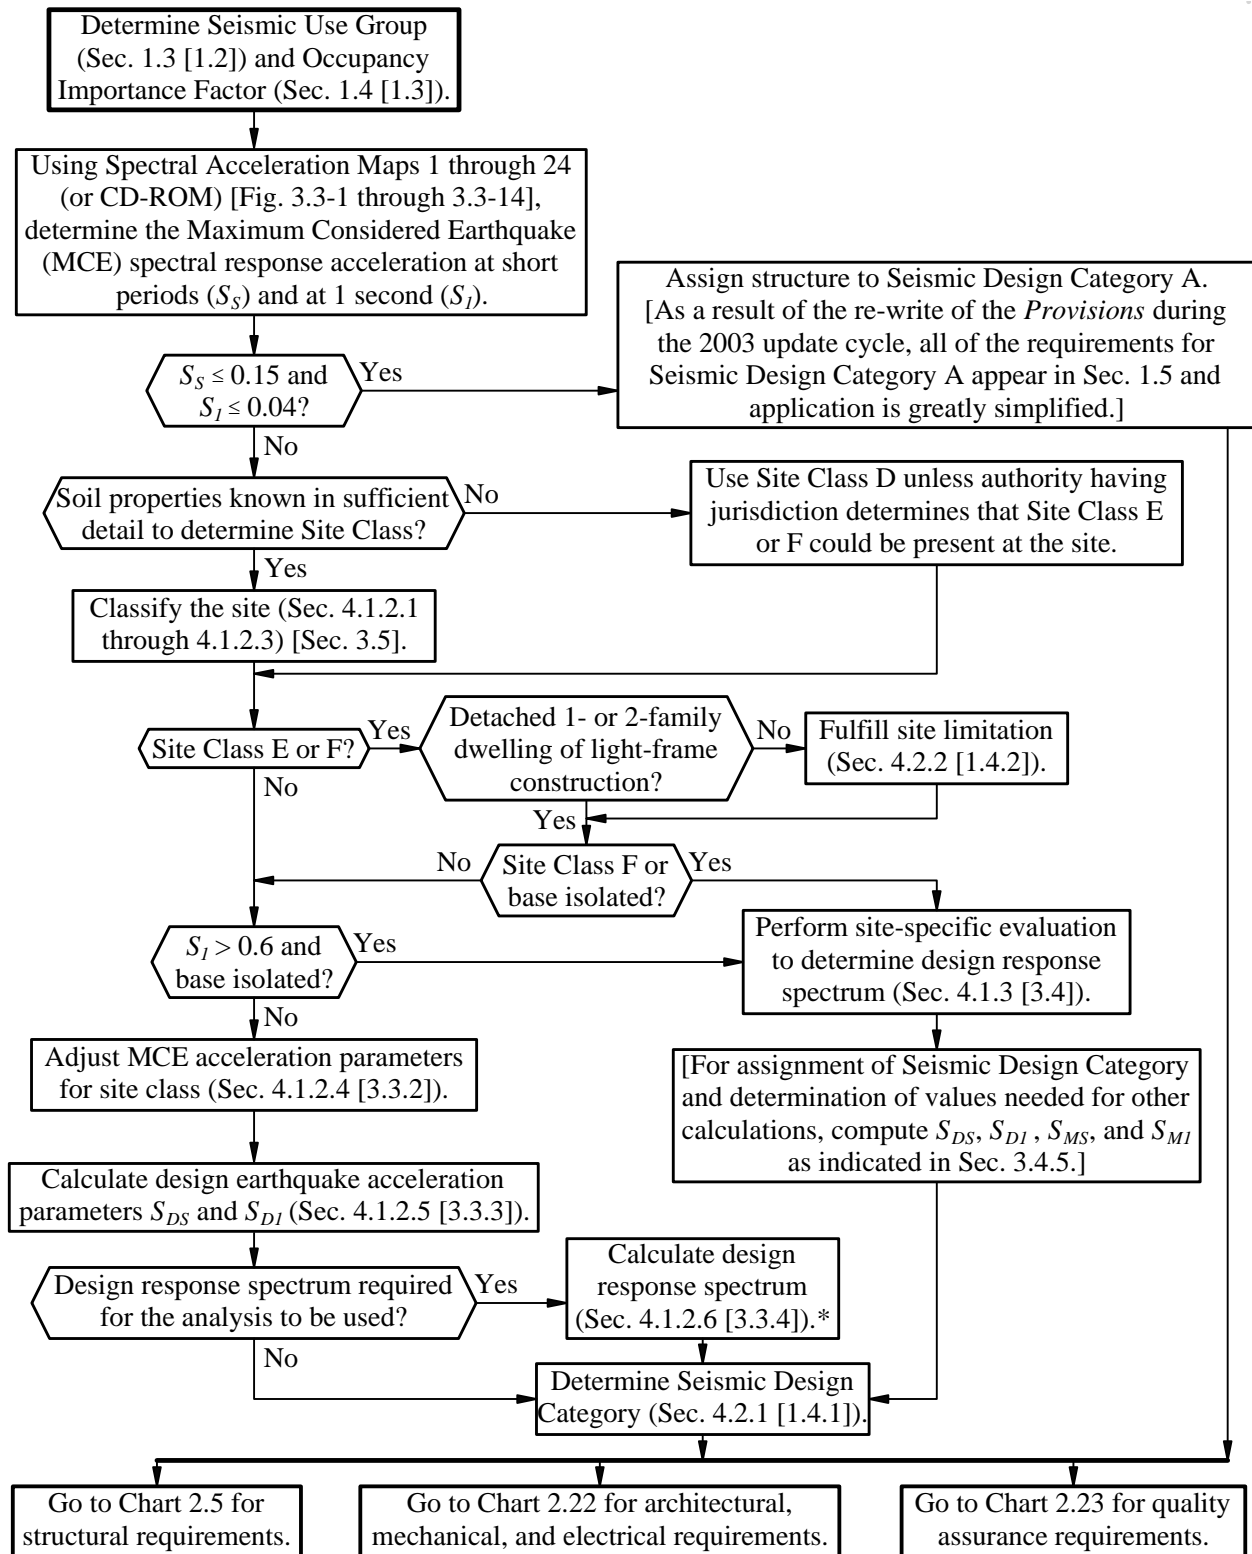 Determine Seismic Use Group
(Sec. 1.3 [1.2]) and Occupancy
Importance Factor (Sec. 1.4 [1.3]).
Using Spectral Acceleration Maps 1 through 24
(or CD-ROM) [Fig. 3.3-1 through 3.3-14],
determine the Maximum Considered Earthquake
(MCE) spectral response acceleration at short
periods (SS) and at 1 second (S1).
Assign structure to Seismic Design Category A.
[As a result of the re-write of the Provisions during
the 2003 update cycle, all of the requirements for
Seismic Design Category A appear in Sec. 1.5 and
application is greatly simplified.]
SS ≤ 0.15 and
S1 ≤ 0.04?
Yes
No
Soil properties known in sufficient
detail to determine Site Class?
No
Use Site Class D unless authority having
jurisdiction determines that Site Class E
or F could be present at the site.
Yes
Classify the site (Sec. 4.1.2.1
through 4.1.2.3) [Sec. 3.5].
Site Class E or F?
Yes
Detached 1- or 2-family
dwelling of light-frame
construction?
No
Fulfill site limitation
(Sec. 4.2.2 [1.4.2]).
No
Yes
No
Site Class F or
base isolated?
Yes
S1 > 0.6 and
base isolated?
Yes
Perform site-specific evaluation
to determine design response
spectrum (Sec. 4.1.3 [3.4]).
No
Adjust MCE acceleration parameters
for site class (Sec. 4.1.2.4 [3.3.2]).
[For assignment of Seismic Design Category
and determination of values needed for other
calculations, compute SDS, SD1 , SMS, and SM1
as indicated in Sec. 3.4.5.]
Calculate design earthquake acceleration
parameters SDS and SD1 (Sec. 4.1.2.5 [3.3.3]).
Design response spectrum required
for the analysis to be used?
Yes
Calculate design
response spectrum
(Sec. 4.1.2.6 [3.3.4]).*
No
Determine Seismic Design
Category (Sec. 4.2.1 [1.4.1]).
Go to Chart 2.5 for
structural requirements.
Go to Chart 2.22 for architectural,
mechanical, and electrical requirements.
Go to Chart 2.23 for quality
assurance requirements.